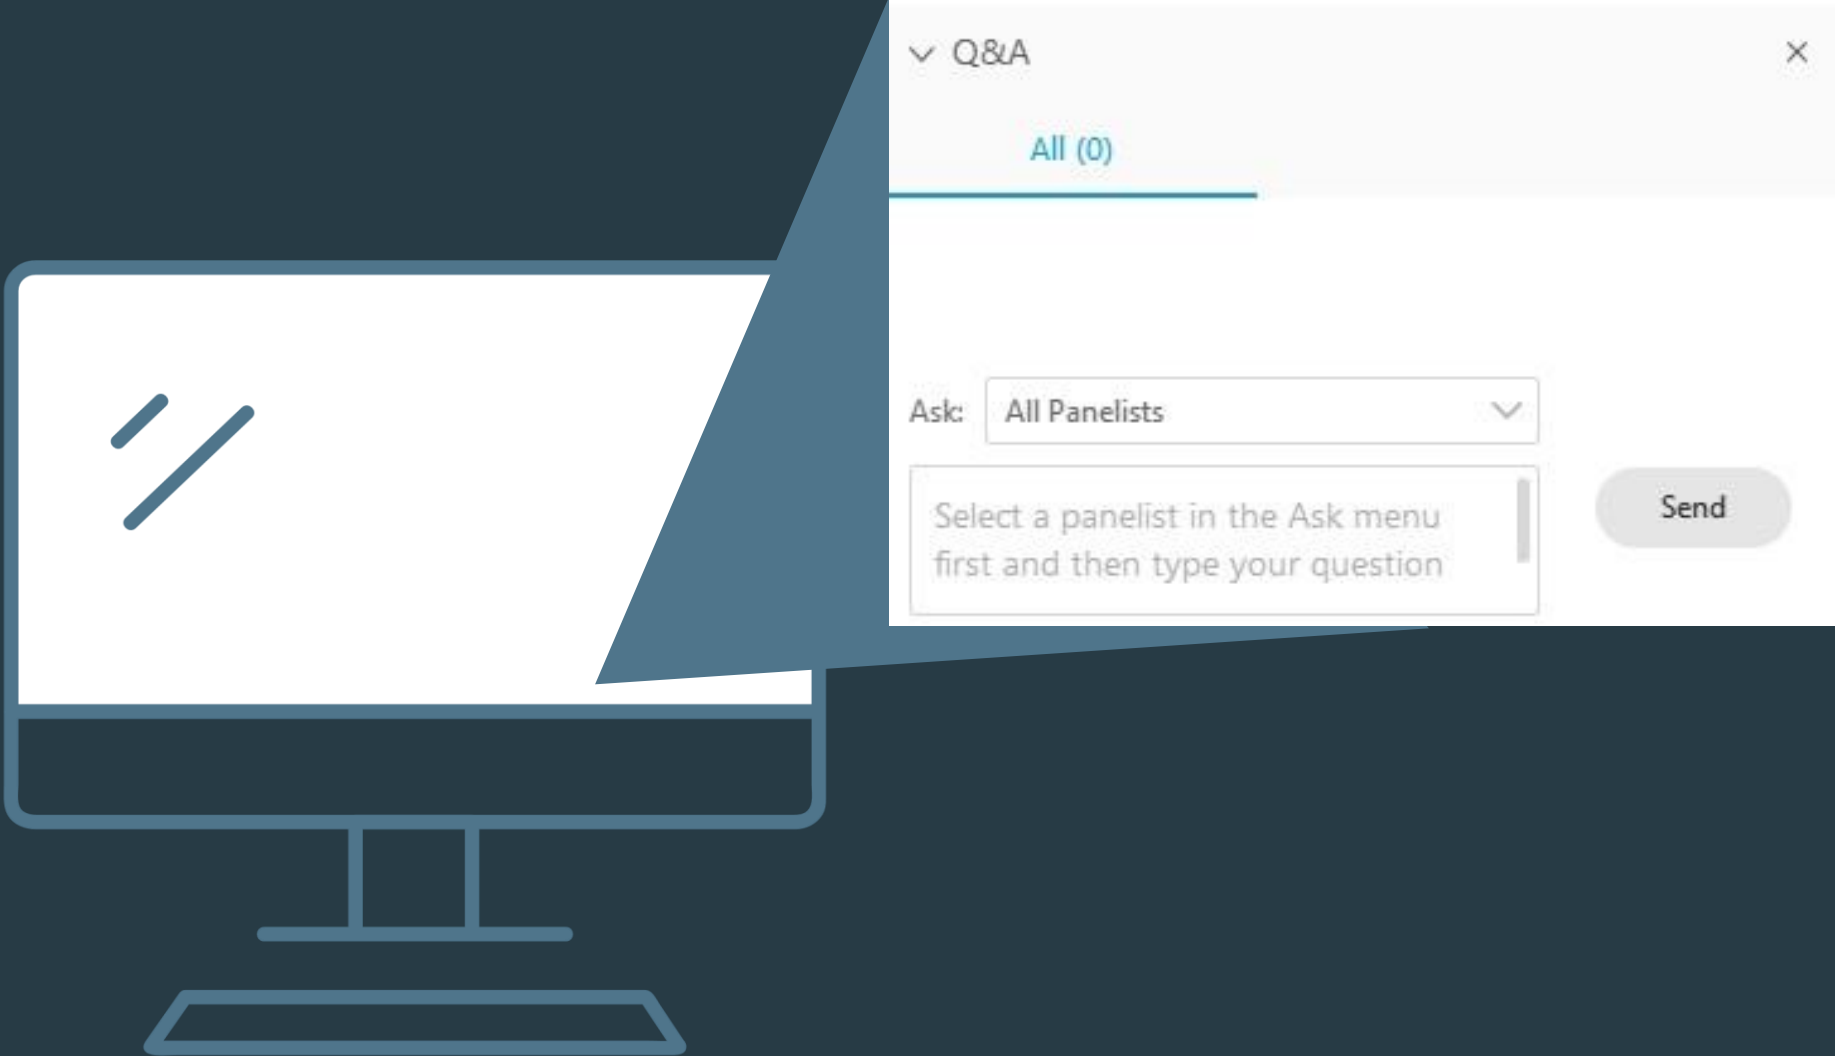 Q&A
All (0)
Ask: All Panelists
Select a panelist in the Ask menu
first and then type your question
Send